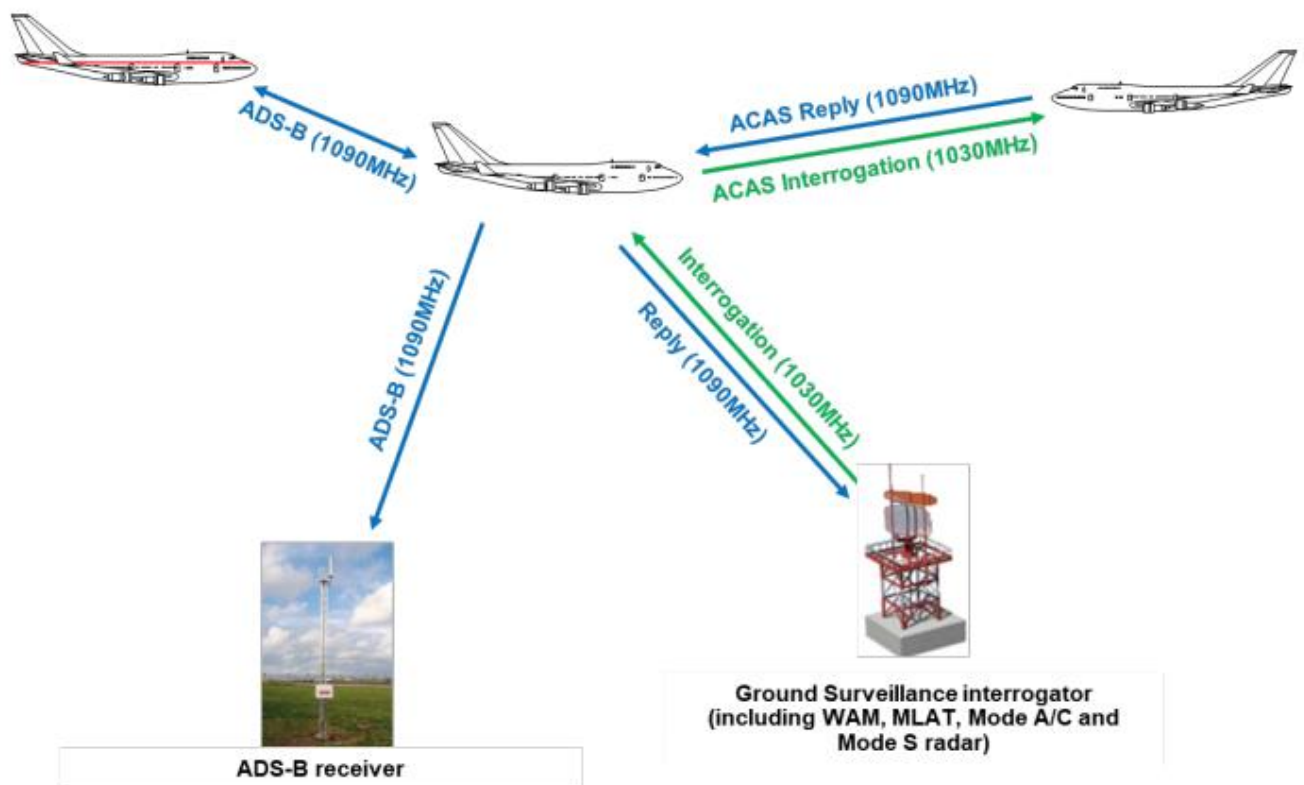 ADS-B (1090MHz)
ACAS Reply (1090MHz)
ACAS Interrogation (1030MHz)
ADS-B (1090MHz)
Interrogation (1030MHz)
Reply (1090MHz)
Ground Surveillance interrogator
(including WAM, MLAT, Mode A/C and
Mode S radar)
ADS-B receiver